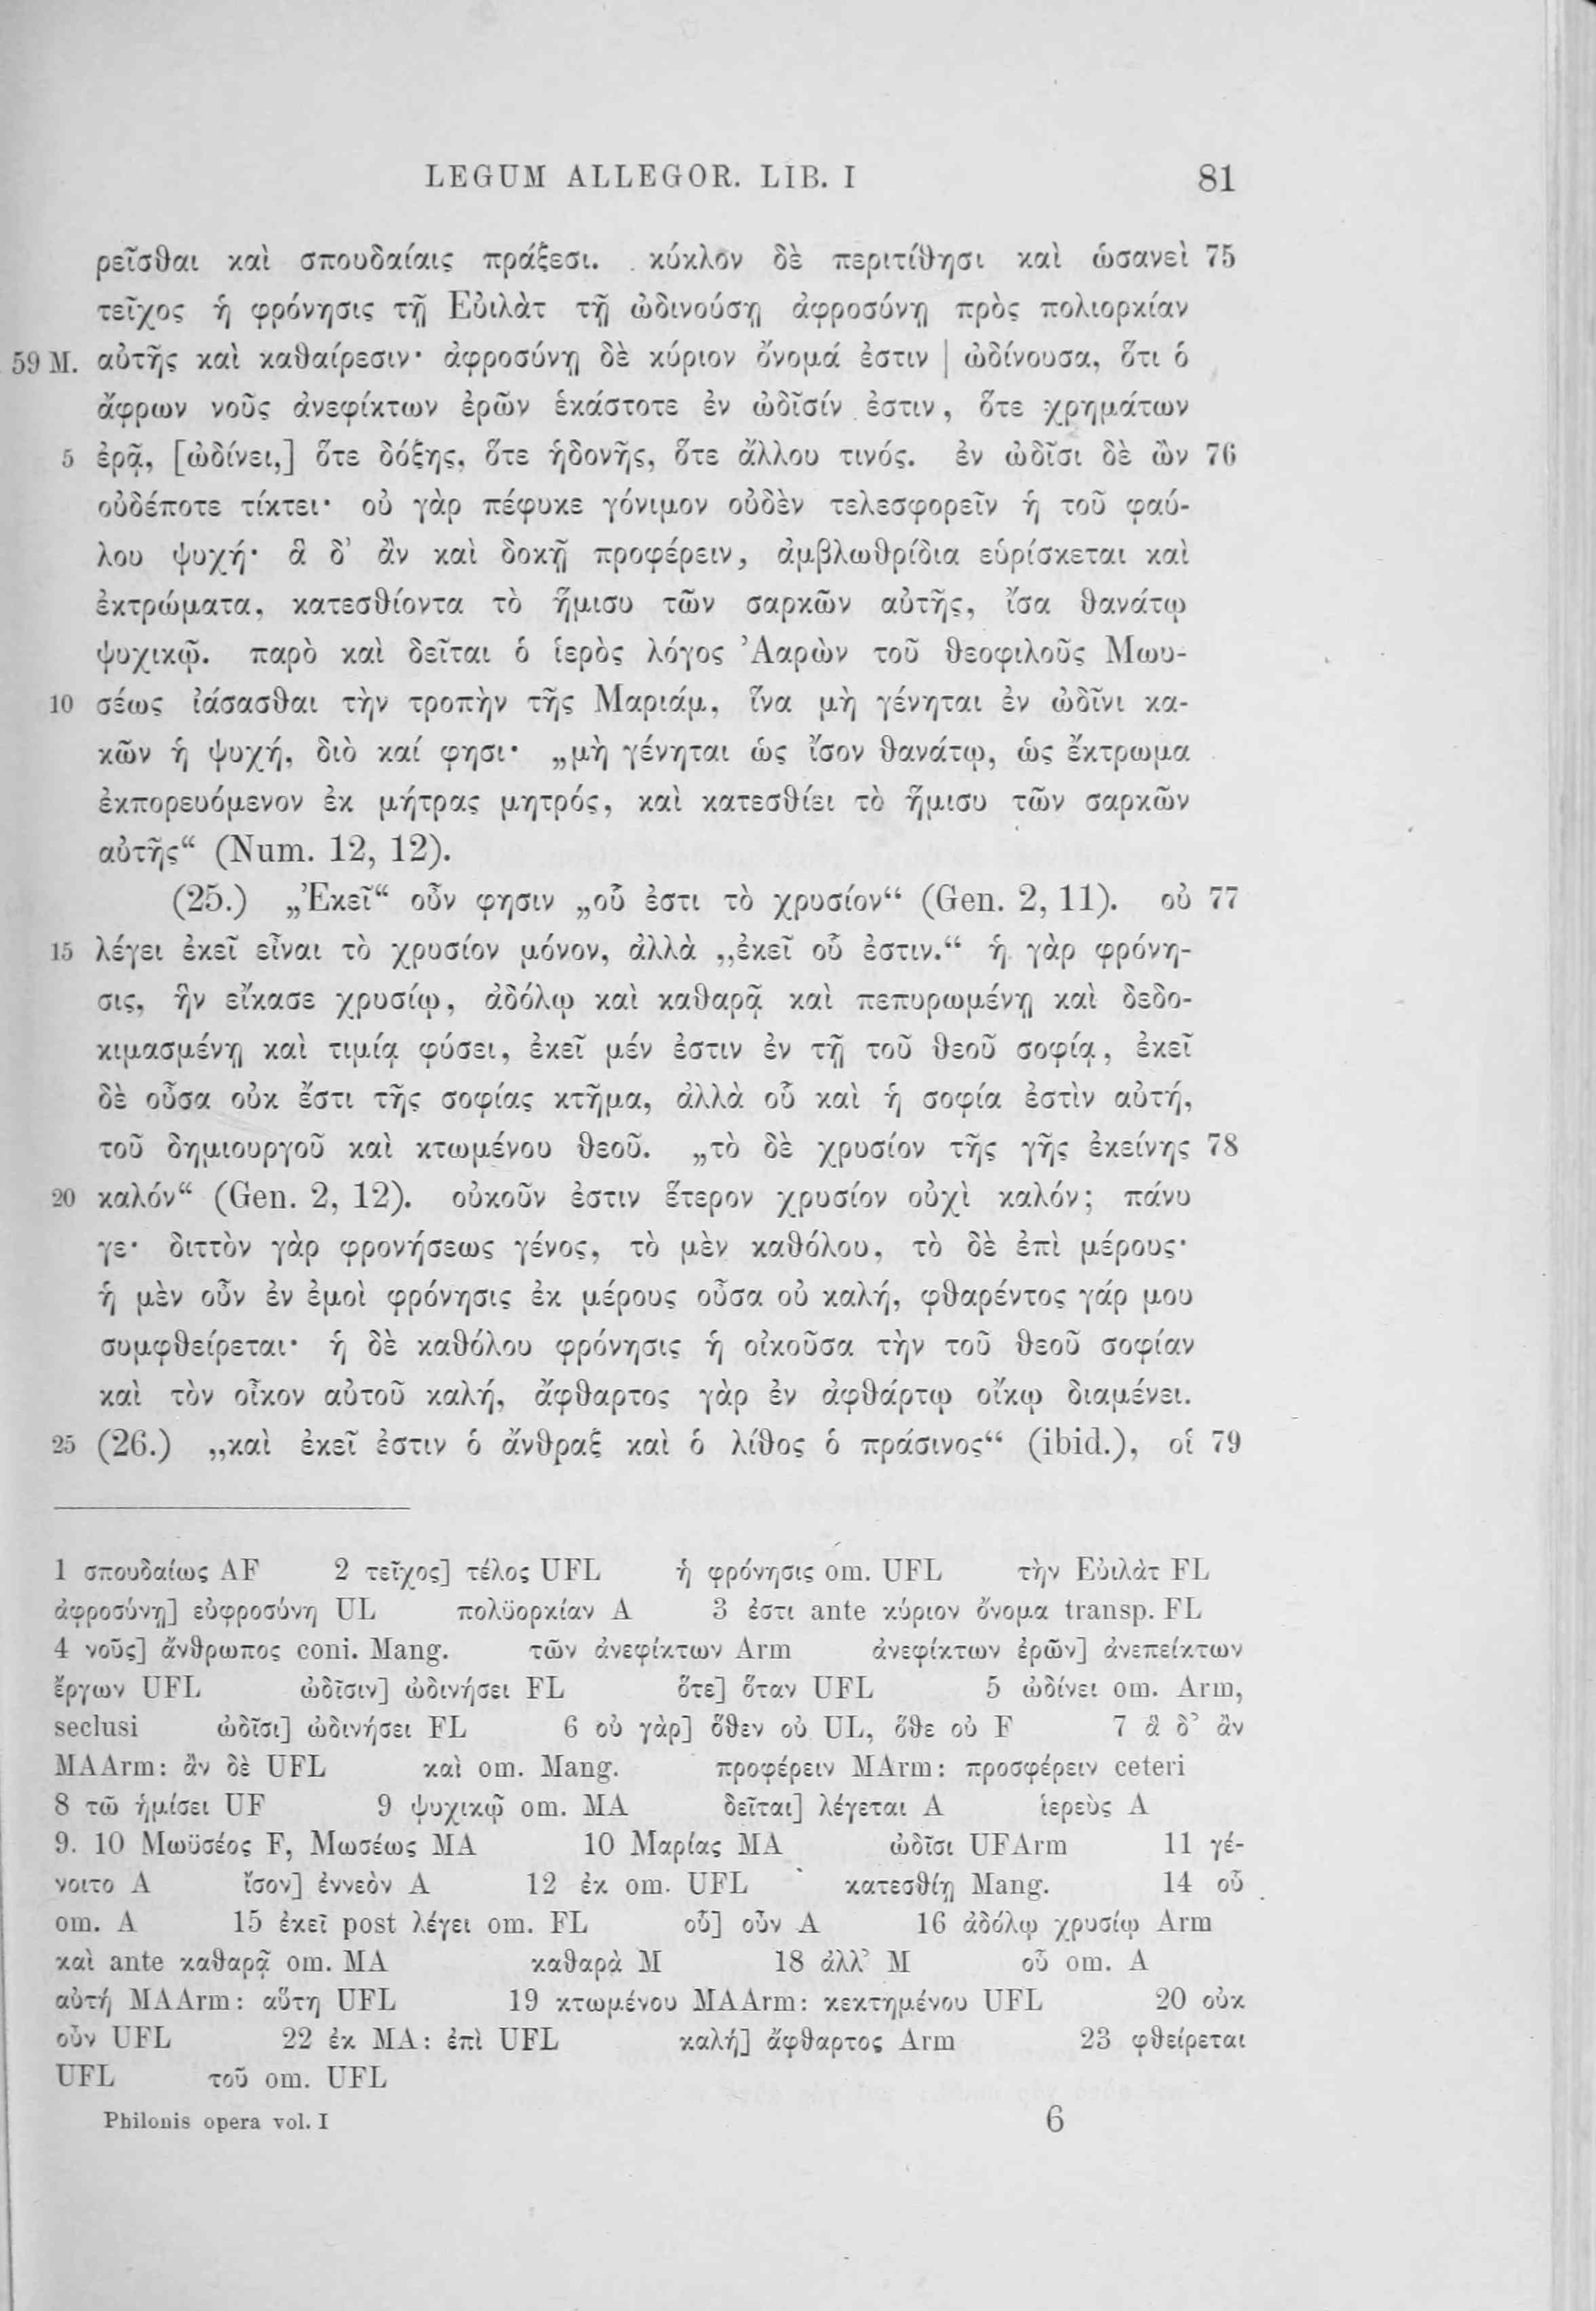 LEGUM ALLEGOR. LIB. I 81
ρεῖσθαι καὶ σπουδαίαις πράξεσι. κύκλον δὲ περιτίθησι καὶ ὡσανεὶ 75
τεῖχος ἡ φρόνησις τῇ Εὐιλὰτ τῇ ὠδινούσῃ ἀφροσύνῃ πρὸς πολιορκίαν
59 M. αὐτῆς καὶ καθαίρεσιν· ἀφροσύνῃ δὲ κύριον ὄνομά ἐστιν | ὠδίνουσα, ὅτι ὁ
ἄφρων νοῦς ἀνεφίκτων ἐρῶν ἑκάστοτε ἐν ὠδῖσίν ἐστιν, ὅτε χρημάτων
5 ἐρᾷ, [ὠδίνει,] ὅτε δόξης, ὅτε ἡδονῆς, ὅτε ἄλλου τινός. ἐν ὠδῖσι δὲ ὢν 76
οὐδέποτε τίκτει· οὐ γὰρ πέφυκε γόνιμον οὐδὲν τελεσφορεῖν ἡ τοῦ φαύ-
λου ψυχή· ἃ δ’ ἂν καὶ δοκῇ προφέρειν, ἀμβλωθρίδια εὑρίσκεται καὶ
ἐκτρώματα, κατεσθίοντα τὸ ἥμισυ τῶν σαρκῶν αὐτῆς, ἴσα θανάτῳ
ψυχικῷ. παρὸ καὶ δεῖται ὁ ἱερὸς λόγος Ἀαρὼν τοῦ θεοφιλοῦς Μωυ-
10 σέως ἰάσασθαι τὴν τροπὴν τῆς Μαριάμ, ἵνα μὴ γένηται ἐν ὠδῖνι κα-
κῶν ἡ ψυχή, διὸ καί φησι· „μὴ γένηται ὡς ἴσον θανάτῳ, ὡς ἔκτρωμα
ἐκπορευόμενον ἐκ μήτρας μητρός, καὶ κατεσθίει τὸ ἥμισυ τῶν σαρκῶν
αὐτῆς“ (Num. 12, 12).
(25.) „Ἐκεῖ“ οὖν φησιν „οὗ ἐστι τὸ χρυσίον“ (Gen. 2, 11). οὐ 77
15 λέγει ἐκεῖ εἶναι τὸ χρυσίον μόνον, ἀλλὰ „ἐκεῖ οὗ ἐστιν.“ ἡ γὰρ φρόνη-
σις, ἣν εἴκασε χρυσίῳ, ἀδόλῳ καὶ καθαρᾷ καὶ πεπυρωμένῃ καὶ δεδο-
κιμασμένῃ καὶ τιμίᾳ φύσει, ἐκεῖ μέν ἐστιν ἐν τῇ τοῦ θεοῦ σοφίᾳ, ἐκεῖ
δὲ οὖσα οὐκ ἔστι τῆς σοφίας κτῆμα, ἀλλὰ οὗ καὶ ἡ σοφία ἐστὶν αὐτή,
τοῦ δημιουργοῦ καὶ κτωμένου θεοῦ. „τὸ δὲ χρυσίον τῆς γῆς ἐκείνης 78
20 καλόν“ (Gen. 2, 12). οὐκοῦν ἐστιν ἕτερον χρυσίον οὐχὶ καλόν; πάνυ
γε· διττὸν γὰρ φρονήσεως γένος, τὸ μὲν καθόλου, τὸ δὲ ἐπὶ μέρους·
ἡ μὲν οὖν ἐν ἐμοὶ φρόνησις ἐκ μέρους οὖσα οὐ καλή, φθαρέντος γάρ μου
συμφθείρεται· ἡ δὲ καθόλου φρόνησις ἡ οἰκοῦσα τὴν τοῦ θεοῦ σοφίαν
καὶ τὸν οἶκον αὐτοῦ καλή, ἄφθαρτος γὰρ ἐν ἀφθάρτῳ οἴκῳ διαμένει.
25 (26.) „καὶ ἐκεῖ ἐστιν ὁ ἄνθραξ καὶ ὁ λίθος ὁ πράσινος“ (ibid.), οἱ 79
1 σπουδαίως AF 2 τεῖχος] τέλος UFL ἡ φρόνησις om. UFL τὴν Εὐιλὰτ FL
ἀφροσύνῃ] εὐφροσύνη UL πολϋορκίαν A 3 ἐστι ante κύριον ὄνομα transp. FL
4 νοῦς] ἄνθρωπος coni. Mang. τῶν ἀνεφίκτων Arm ἀνεφίκτων ἐρῶν] ἀνεπείκτων
ἔργων UFL ὠδῖσιν] ὠδινήσει FL ὅτε] ὅταν UFL 5 ὠδίνει om. Arm,
seclusi ὠδῖσι] ὠδινήσει FL 6 οὐ γὰρ] ὅθεν οὐ UL, ὅθε οὐ F 7 ἃ δ’ ἂν
MAArm: ἂν δὲ UFL καὶ om. Mang. προφέρειν MArm: προσφέρειν ceteri
8 τῶ ἡμίσει UF 9 ψυχικῷ om. MA δεῖται] λέγεται A ἱερεὺς A
9. 10 Μωϋσέος F, Μωσέως MA 10 Μαρίας MA ὠδῖσι UFArm 11 γέ-
νοιτο A ἴσον] ἐννεὸν A 12 ἐκ om. UFL κατεσθίῃ Mang. 14 οὗ
om. A 15 ἐκεῖ post λέγει om. FL οὗ] οὖν A 16 ἀδόλῳ χρυσίῳ Arm
καὶ ante καθαρᾷ om. MA καθαρὰ M 18 ἀλλ’ M οὗ om. A
αὐτή MAArm: αὕτη UFL 19 κτωμένου MAArm: κεκτημένου UFL 20 οὐκ
οὖν UFL 22 ἐκ MA: ἐπὶ UFL καλή] ἄφθαρτος Arm 23 φθείρεται
UFL τοῦ om. UFL
Philonis opera vol. I 6